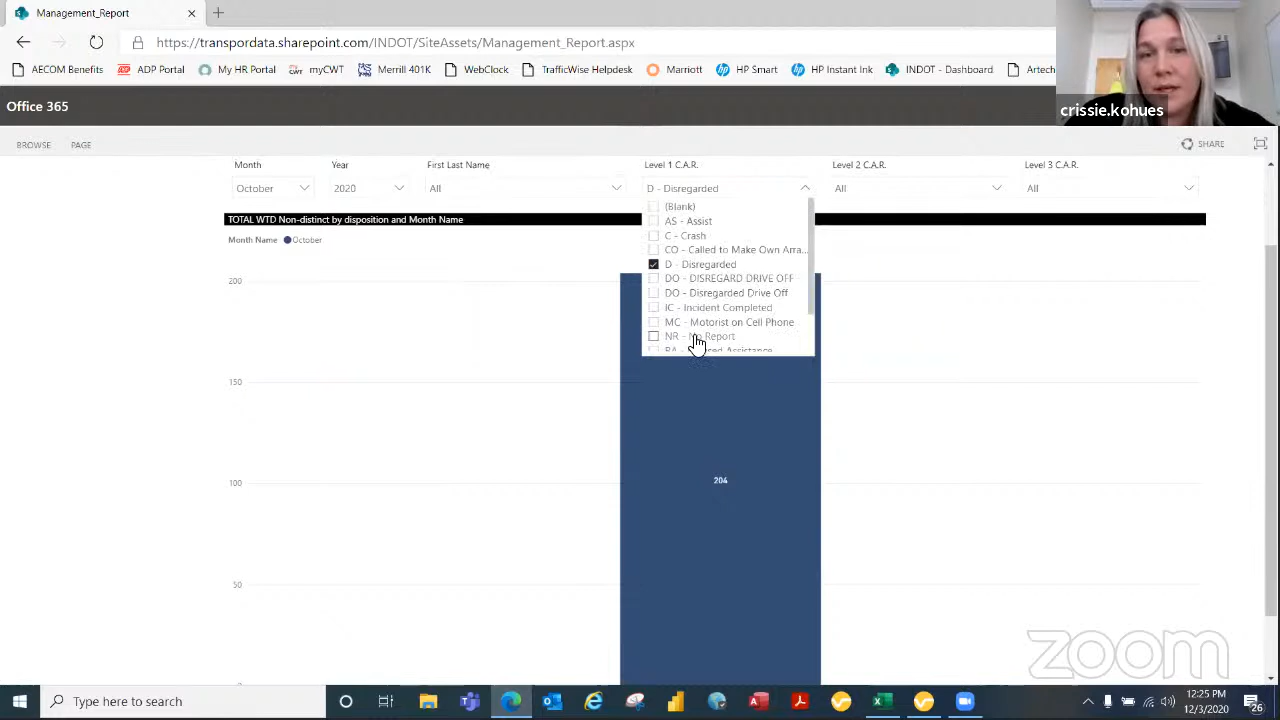 Management_Report
https://transpordata.sharepoint.com/INDOT/SiteAssets/Management_Report.aspx
AECOM Benefits ADP Portal My HR Portal myCWT Merrill 401K WebClock TrafficWise Helpdesk Marriott HP Smart HP Instant Ink INDOT - Dashboard Artech
crissie.kohues
Office 365
BROWSE PAGE SHARE
Month Year First Last Name Level 1 C.A.R. Level 2 C.A.R. Level 3 C.A.R.
October 2020 All D - Disregarded All All
(Blank)
TOTAL WTD Non-distinct by disposition and Month Name
AS - Assist
C - Crash
Month Name October
CO - Called to Make Own Arra...
D - Disregarded
DO - DISREGARD DRIVE OFF
200
DO - Disregarded Drive Off
IC - Incident Completed
MC - Motorist on Cell Phone
NR - No Report
Assistance
150
100
204
50
zoom
Type here to search
12:25 PM
12/3/2020
26